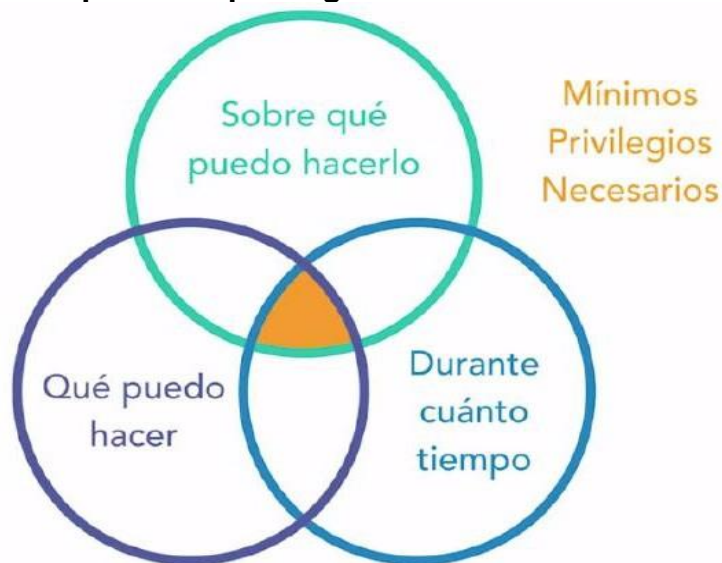 Sobre qué
puedo hacerlo
Mínimos
Privilegios
Necesarios
Qué puedo
hacer
Durante
cuánto
tiempo